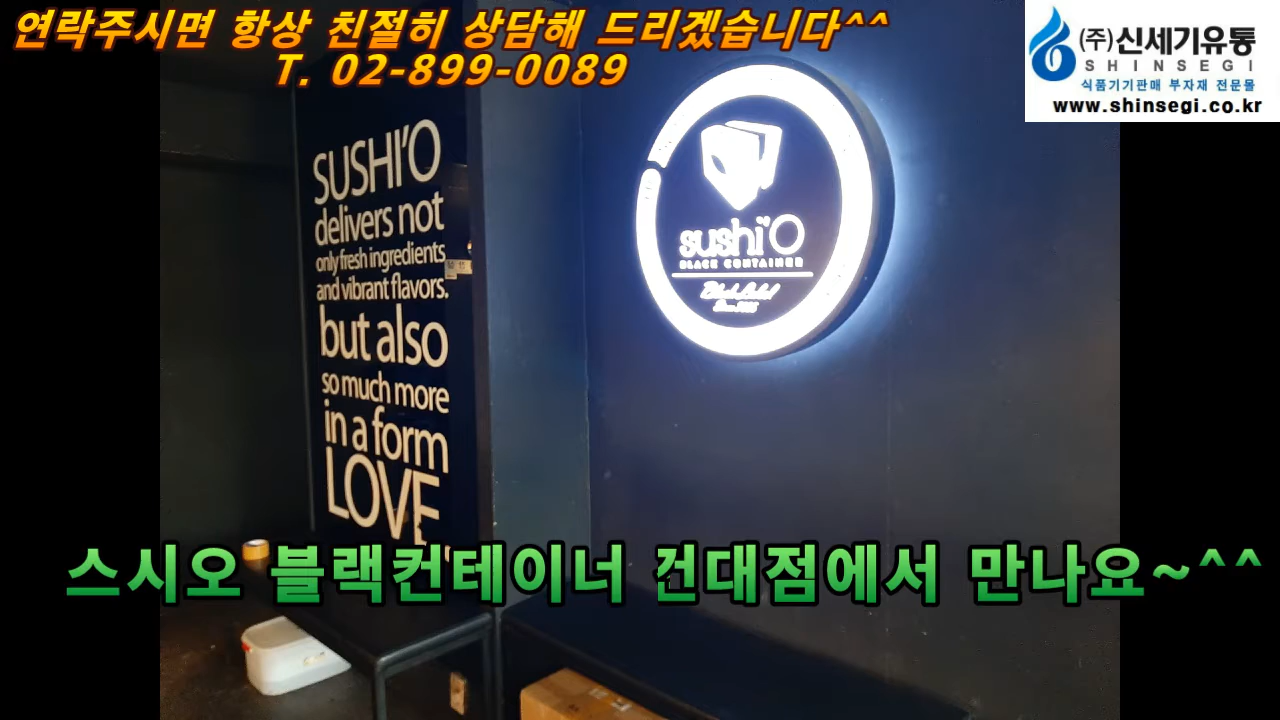 연락주시면 항상 친절히 상담해 드리겠습니다^^
T. 02-899-0089
(주)신세기유통
SHINSEGI
식품기기판매 부자재 전문몰
www.shinsegi.co.kr
SUSHI'O
delivers not
only fresh ingredients
and vibrant flavors.
but also
so much more
in a form
LOVE
sushi'O
BLACK CONTAINER
Black Label
스시오 블랙컨테이너 건대점에서 만나요~^^